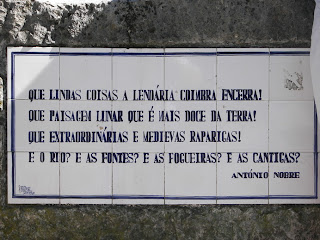 QUE LINDAS COISAS A LENDÁRIA COIMBRA ENCERRA!
QUE PAISAGEM LUNAR QUE É MAIS DOCE DA TERRA!
QUE EXTRAORDINÁRIAS E MEDIEVAS RAPARIGAS!
E O RIO? E AS FONTES? E AS FOGUEIRAS? E AS CANTIGAS?
ANTÓNIO NOBRE